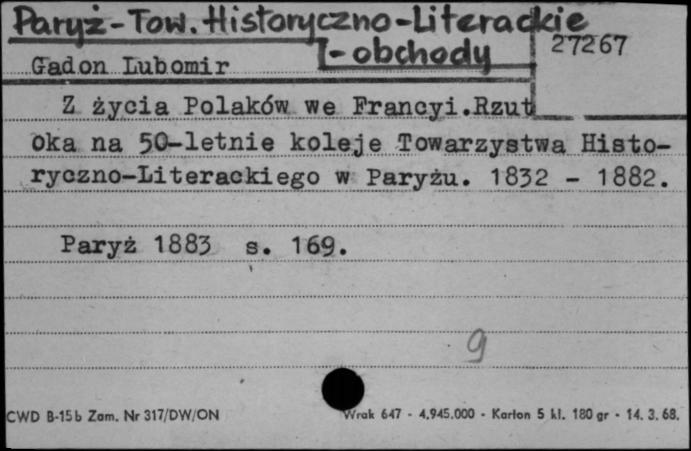 Paryż-Tow. Historyczno-Literackie
-obchody
27267
Gadon Lubomir
Z życia Polaków we Francyi.Rzut
oka na 50-letnie koleje Towarzystwa Histo-
ryczno-Literackiego w Paryżu. 1832 - 1882.
Paryż 1883 s. 169.
9
CWD B-15b Zam. Nr 317/DW/ON
Wrak 647 - 4.945.000 - Karton 5 kl. 180 gr - 14. 3. 68.